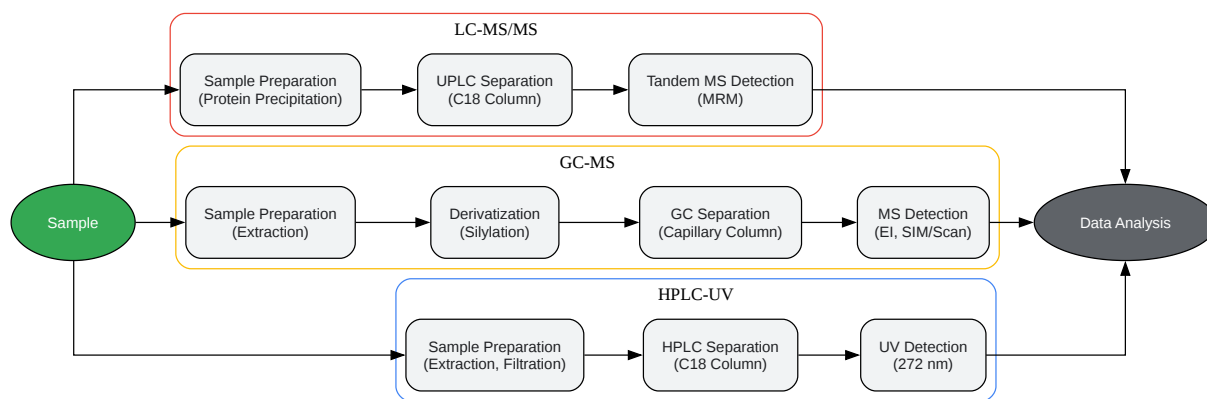 LC-MS/MS
Sample Preparation
(Protein Precipitation)
UPLC Separation
(C18 Column)
Tandem MS Detection
(MRM)
GC-MS
Sample
Sample Preparation
(Extraction)
Derivatization
(Silylation)
GC Separation
(Capillary Column)
MS Detection
(EI, SIM/Scan)
Data Analysis
HPLC-UV
Sample Preparation
(Extraction, Filtration)
HPLC Separation
(C18 Column)
UV Detection
(272 nm)